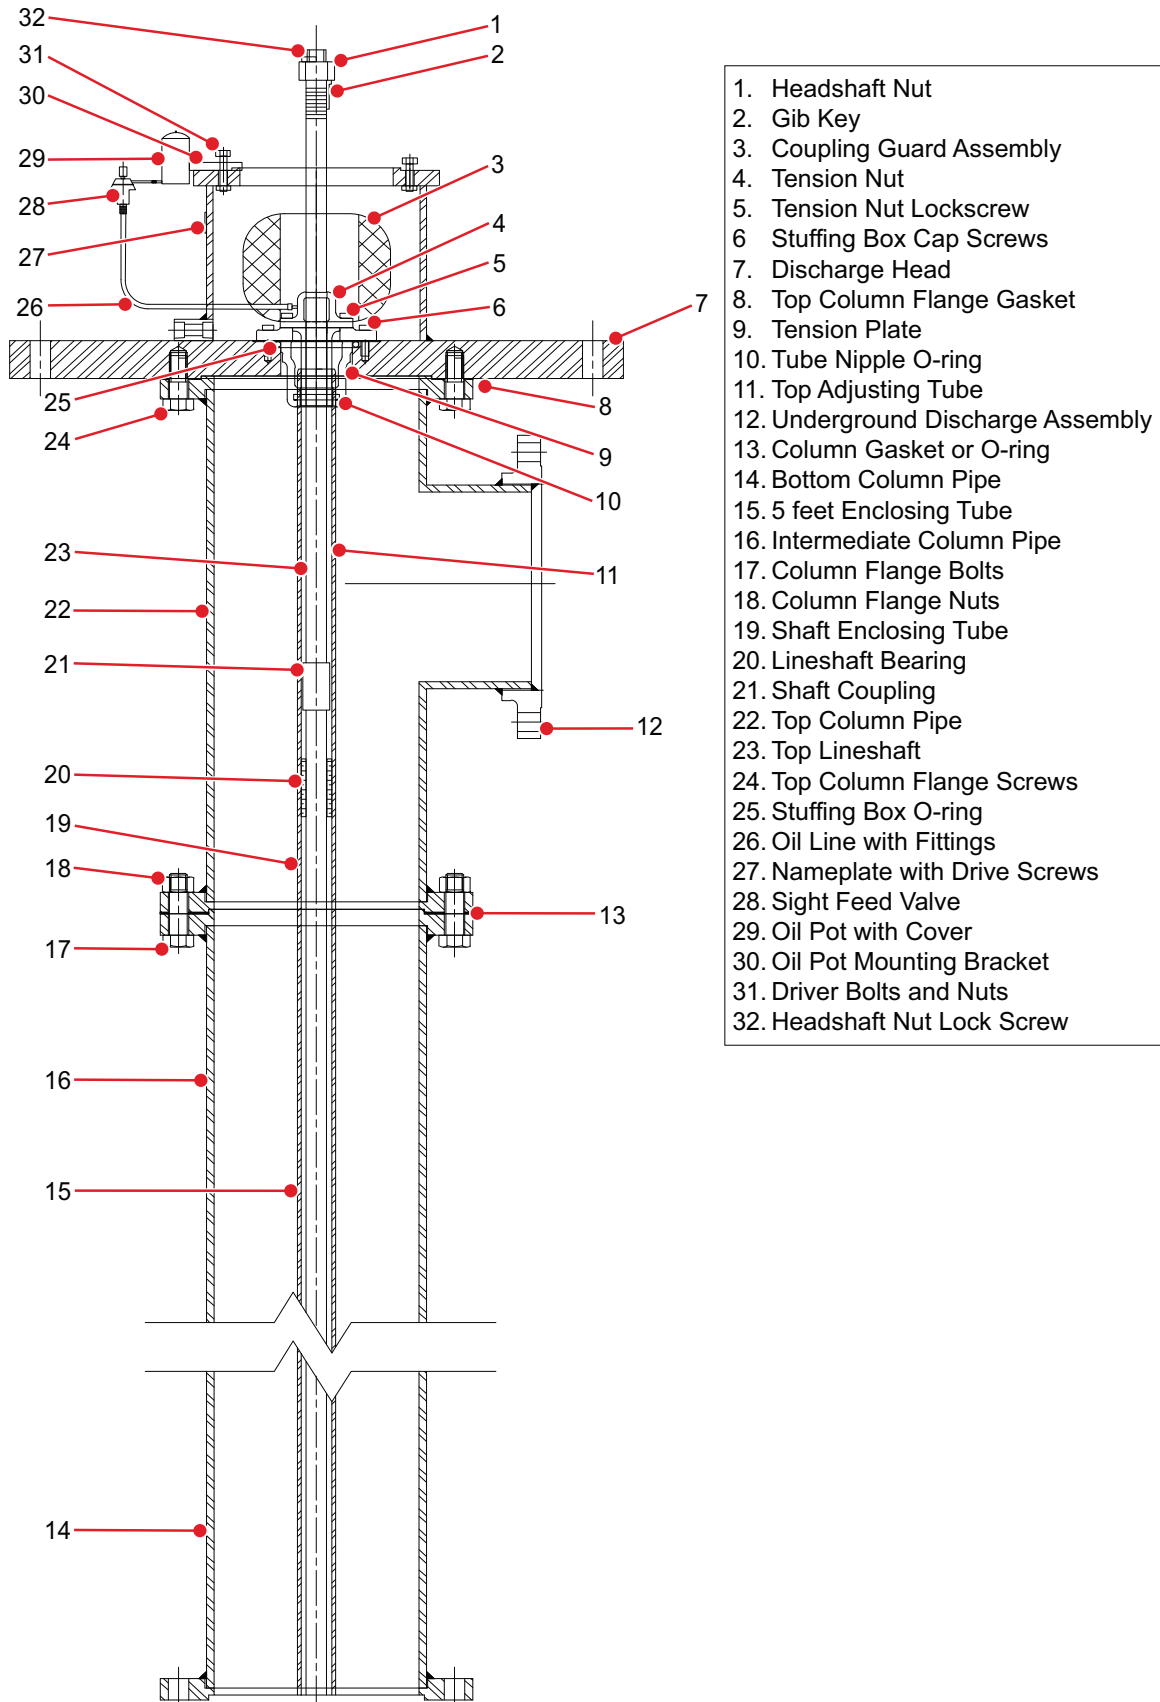 32
31
30
29
28
27
26
25
24
23
22
21
20
19
18
17
16
15
14
1
2
3
4
5
6
7
8
9
10
11
12
13
1. Headshaft Nut
2. Gib Key
3. Coupling Guard Assembly
4. Tension Nut
5. Tension Nut Lockscrew
6 Stuffing Box Cap Screws
7. Discharge Head
8. Top Column Flange Gasket
9. Tension Plate
10. Tube Nipple O-ring
11. Top Adjusting Tube
12. Underground Discharge Assembly
13. Column Gasket or O-ring
14. Bottom Column Pipe
15. 5 feet Enclosing Tube
16. Intermediate Column Pipe
17. Column Flange Bolts
18. Column Flange Nuts
19. Shaft Enclosing Tube
20. Lineshaft Bearing
21. Shaft Coupling
22. Top Column Pipe
23. Top Lineshaft
24. Top Column Flange Screws
25. Stuffing Box O-ring
26. Oil Line with Fittings
27. Nameplate with Drive Screws
28. Sight Feed Valve
29. Oil Pot with Cover
30. Oil Pot Mounting Bracket
31. Driver Bolts and Nuts
32. Headshaft Nut Lock Screw